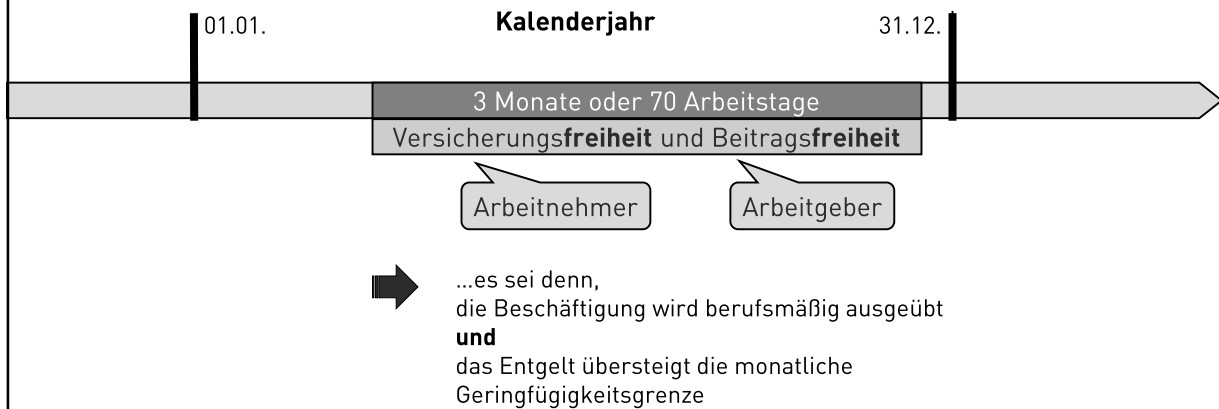 01.01.
Kalenderjahr
31.12.
3 Monate oder 70 Arbeitstage
Versicherungsfreiheit und Beitragsfreiheit
Arbeitnehmer
Arbeitgeber
...es sei denn,
die Beschäftigung wird berufsmäßig ausgeübt
und
das Entgelt übersteigt die monatliche
Geringfügigkeitsgrenze